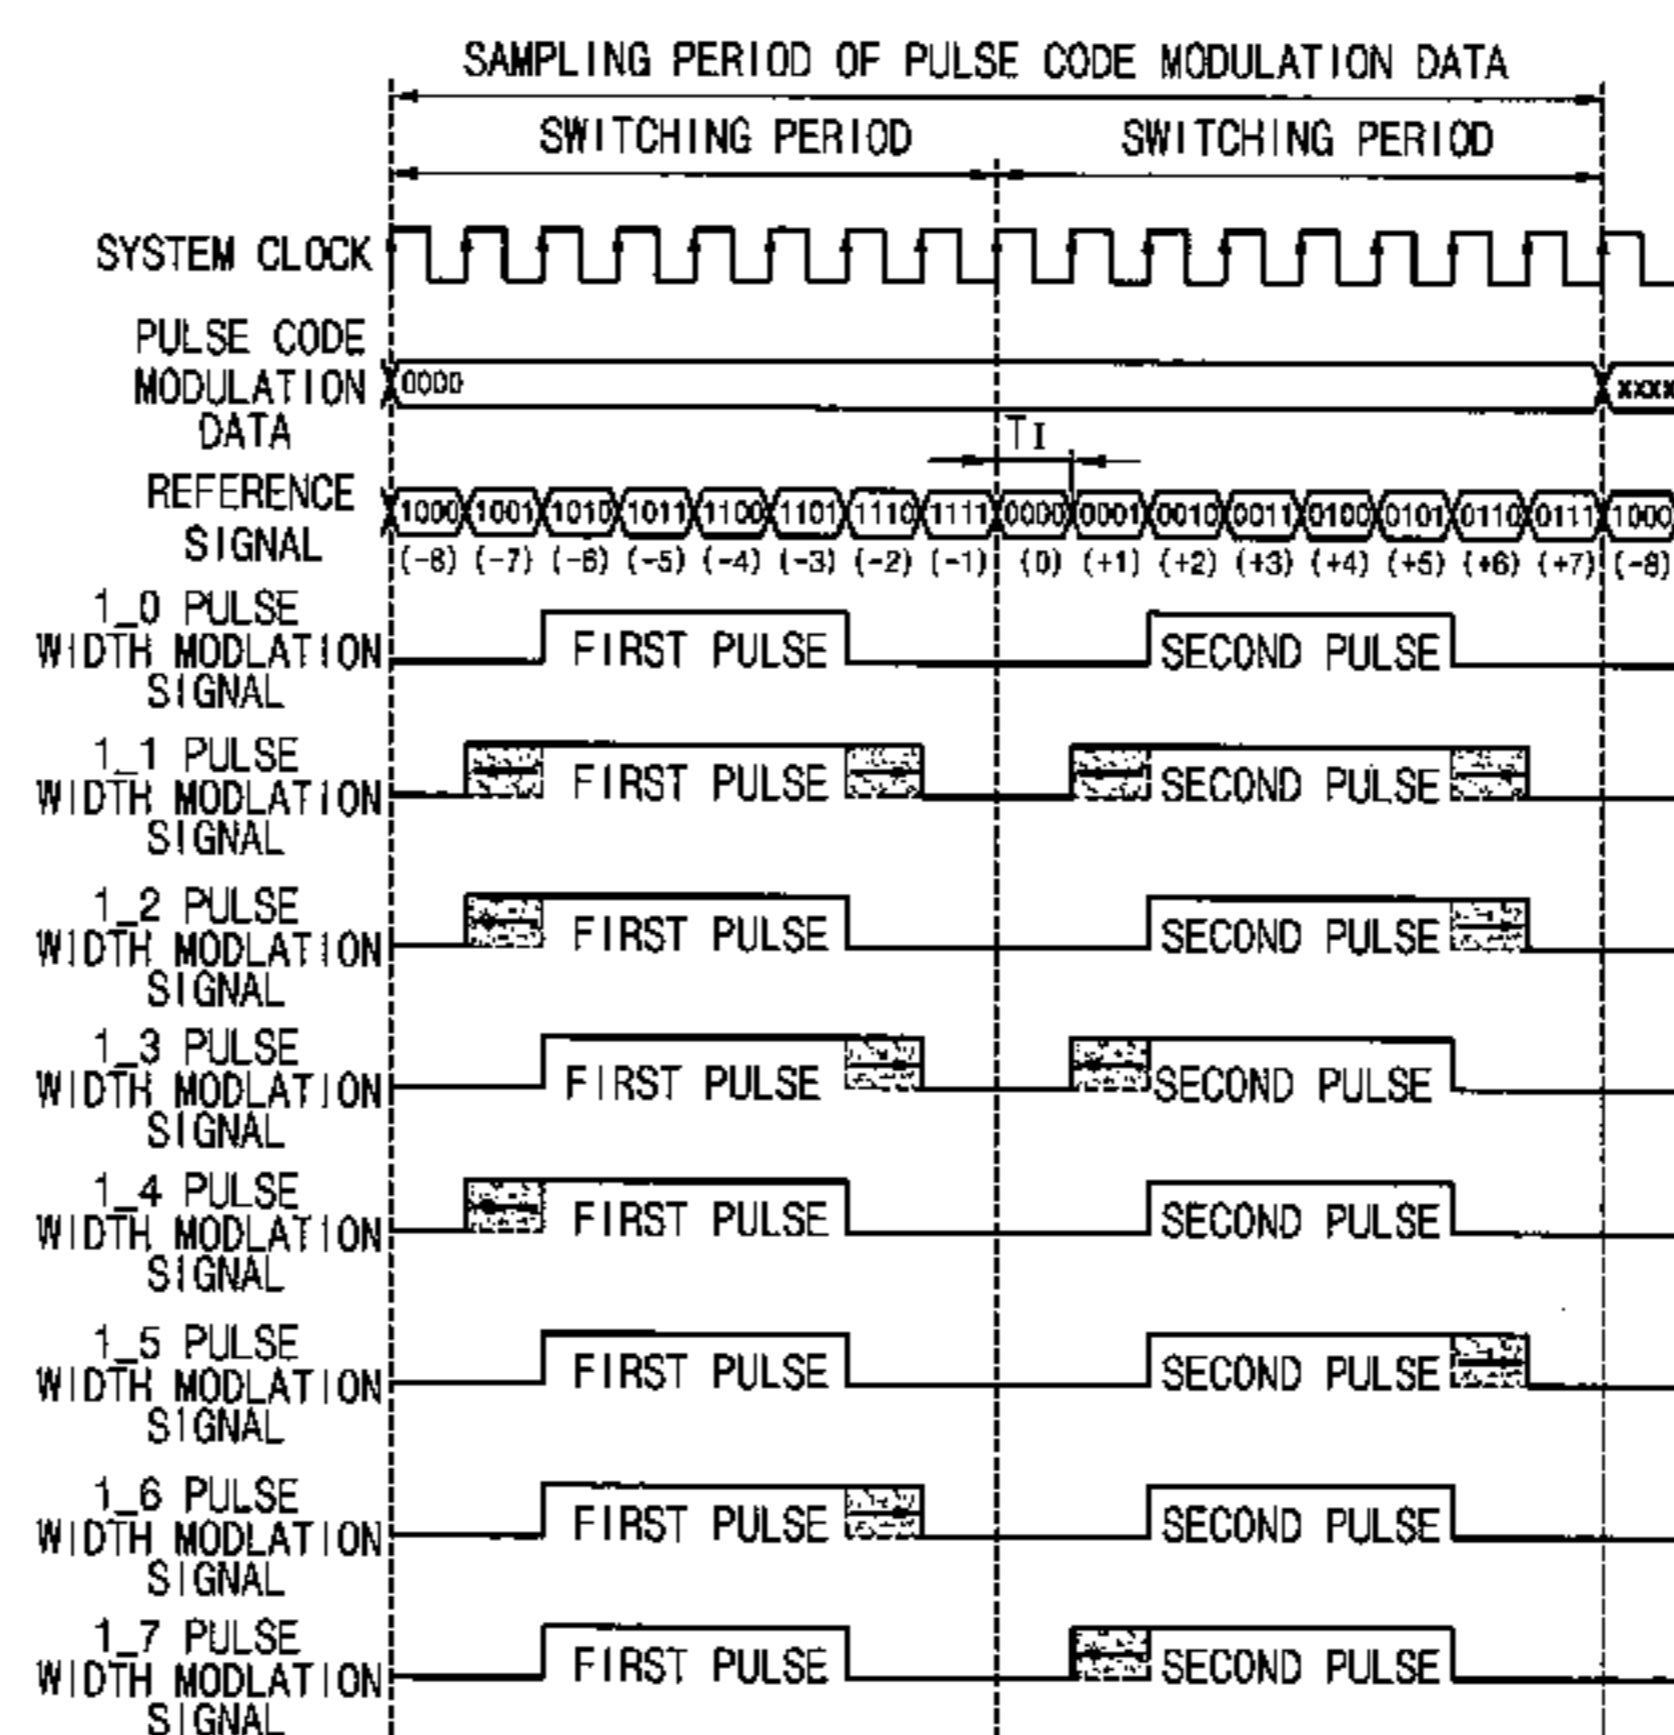 SAMPLING PERIOD OF PULSE CODE MODULATION DATA
SWITCHING PERIOD SWITCHING PERIOD
SYSTEM CLOCK
PULSE CODE
MODULATION
DATA
0000 xxxx
TI
REFERENCE
SIGNAL
1000 1001 1010 1011 1100 1101 1110 1111 0000 0001 0010 0011 0100 0101 0110 0111 1000
(-8) (-7) (-6) (-5) (-4) (-3) (-2) (-1) (0) (+1) (+2) (+3) (+4) (+5) (+6) (+7) (-8)
1_0 PULSE
WIDTH MODLATION
SIGNAL
FIRST PULSE SECOND PULSE
1_1 PULSE
WIDTH MODLATION
SIGNAL
FIRST PULSE SECOND PULSE
1_2 PULSE
WIDTH MODLATION
SIGNAL
FIRST PULSE SECOND PULSE
1_3 PULSE
WIDTH MODLATION
SIGNAL
FIRST PULSE SECOND PULSE
1_4 PULSE
WIDTH MODLATION
SIGNAL
FIRST PULSE SECOND PULSE
1_5 PULSE
WIDTH MODLATION
SIGNAL
FIRST PULSE SECOND PULSE
1_6 PULSE
WIDTH MODLATION
SIGNAL
FIRST PULSE SECOND PULSE
1_7 PULSE
WIDTH MODLATION
SIGNAL
FIRST PULSE SECOND PULSE